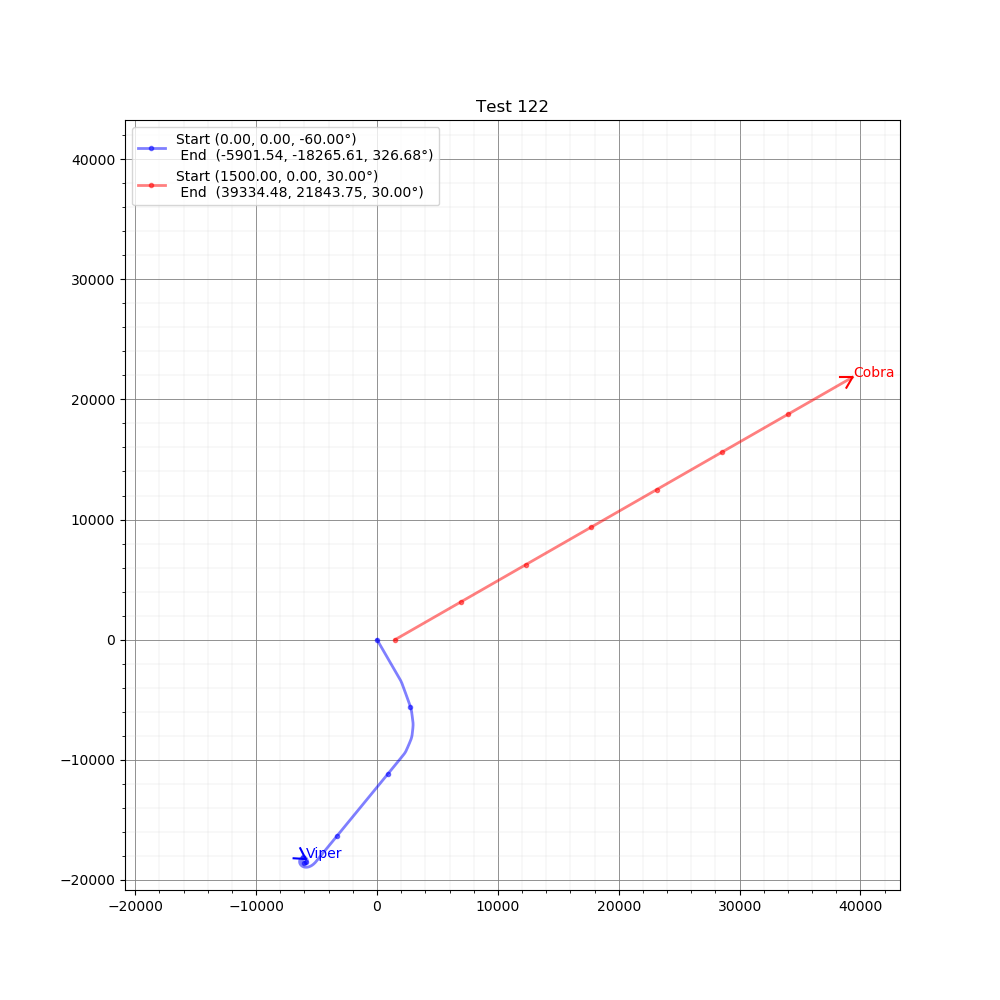 Test 122
Start (0.00, 0.00, -60.00°)
End  (-5901.54, -18265.61, 326.68°)
Start (1500.00, 0.00, 30.00°)
End  (39334.48, 21843.75, 30.00°)
40000
30000
20000
10000
0
−10000
−20000
Cobra
Viper
−20000
−10000
0
10000
20000
30000
40000